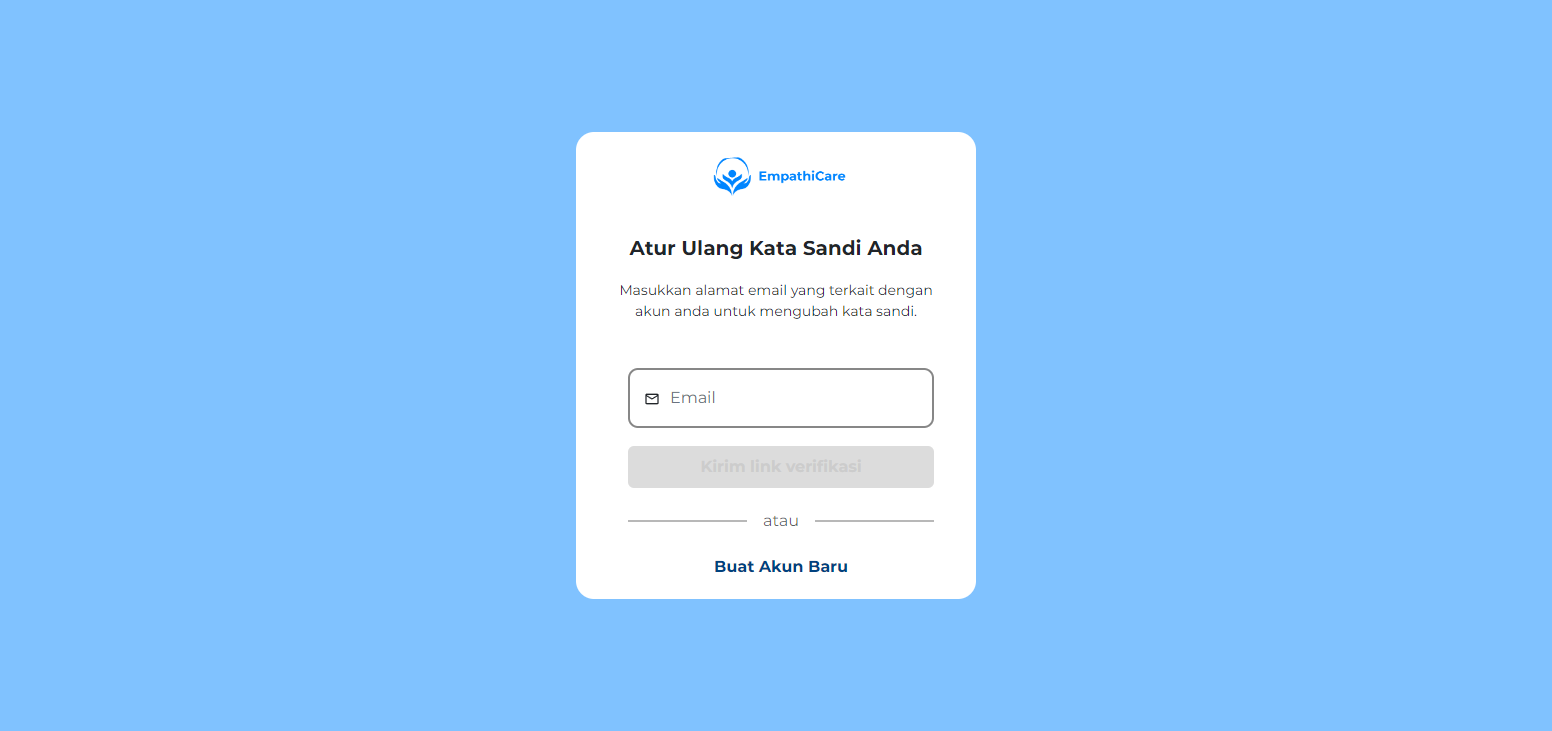 EmpathiCare
Atur Ulang Kata Sandi Anda
Masukkan alamat email yang terkait dengan
akun anda untuk mengubah kata sandi.
Email
Kirim link verifikasi
atau
Buat Akun Baru